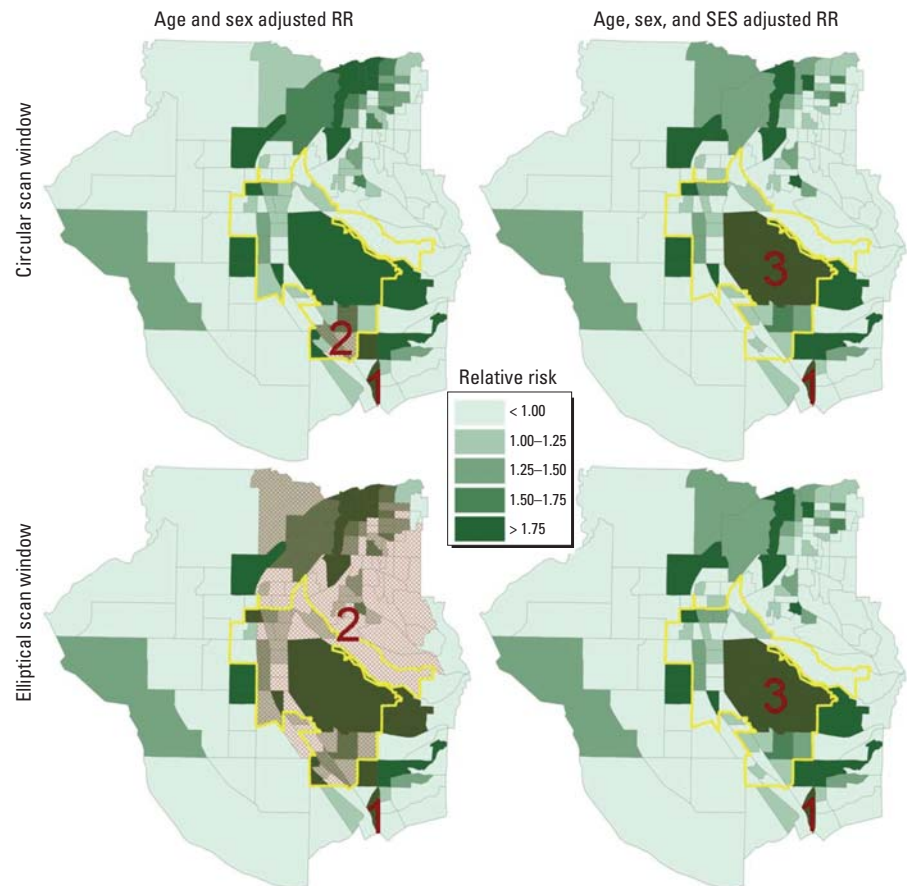 Age and sex adjusted RR
Age, sex, and SES adjusted RR
Circular scan window
3
2
1
1
Relative risk
< 1.00
1.00–1.25
1.25–1.50
1.50–1.75
> 1.75
Elliptical scan window
2
3
1
1